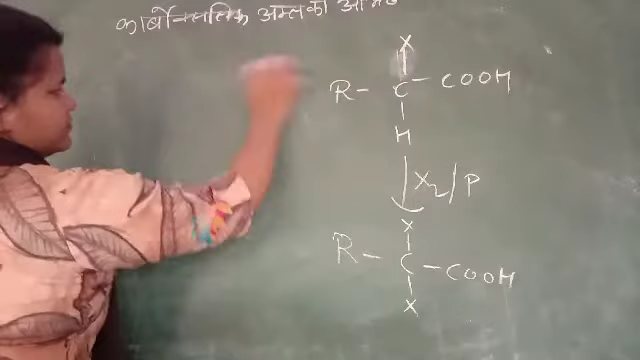 कार्बोक्सिलिक अम्ल की
X
R - C - COOH
H
X₂/P
X
R - C - COOH
X